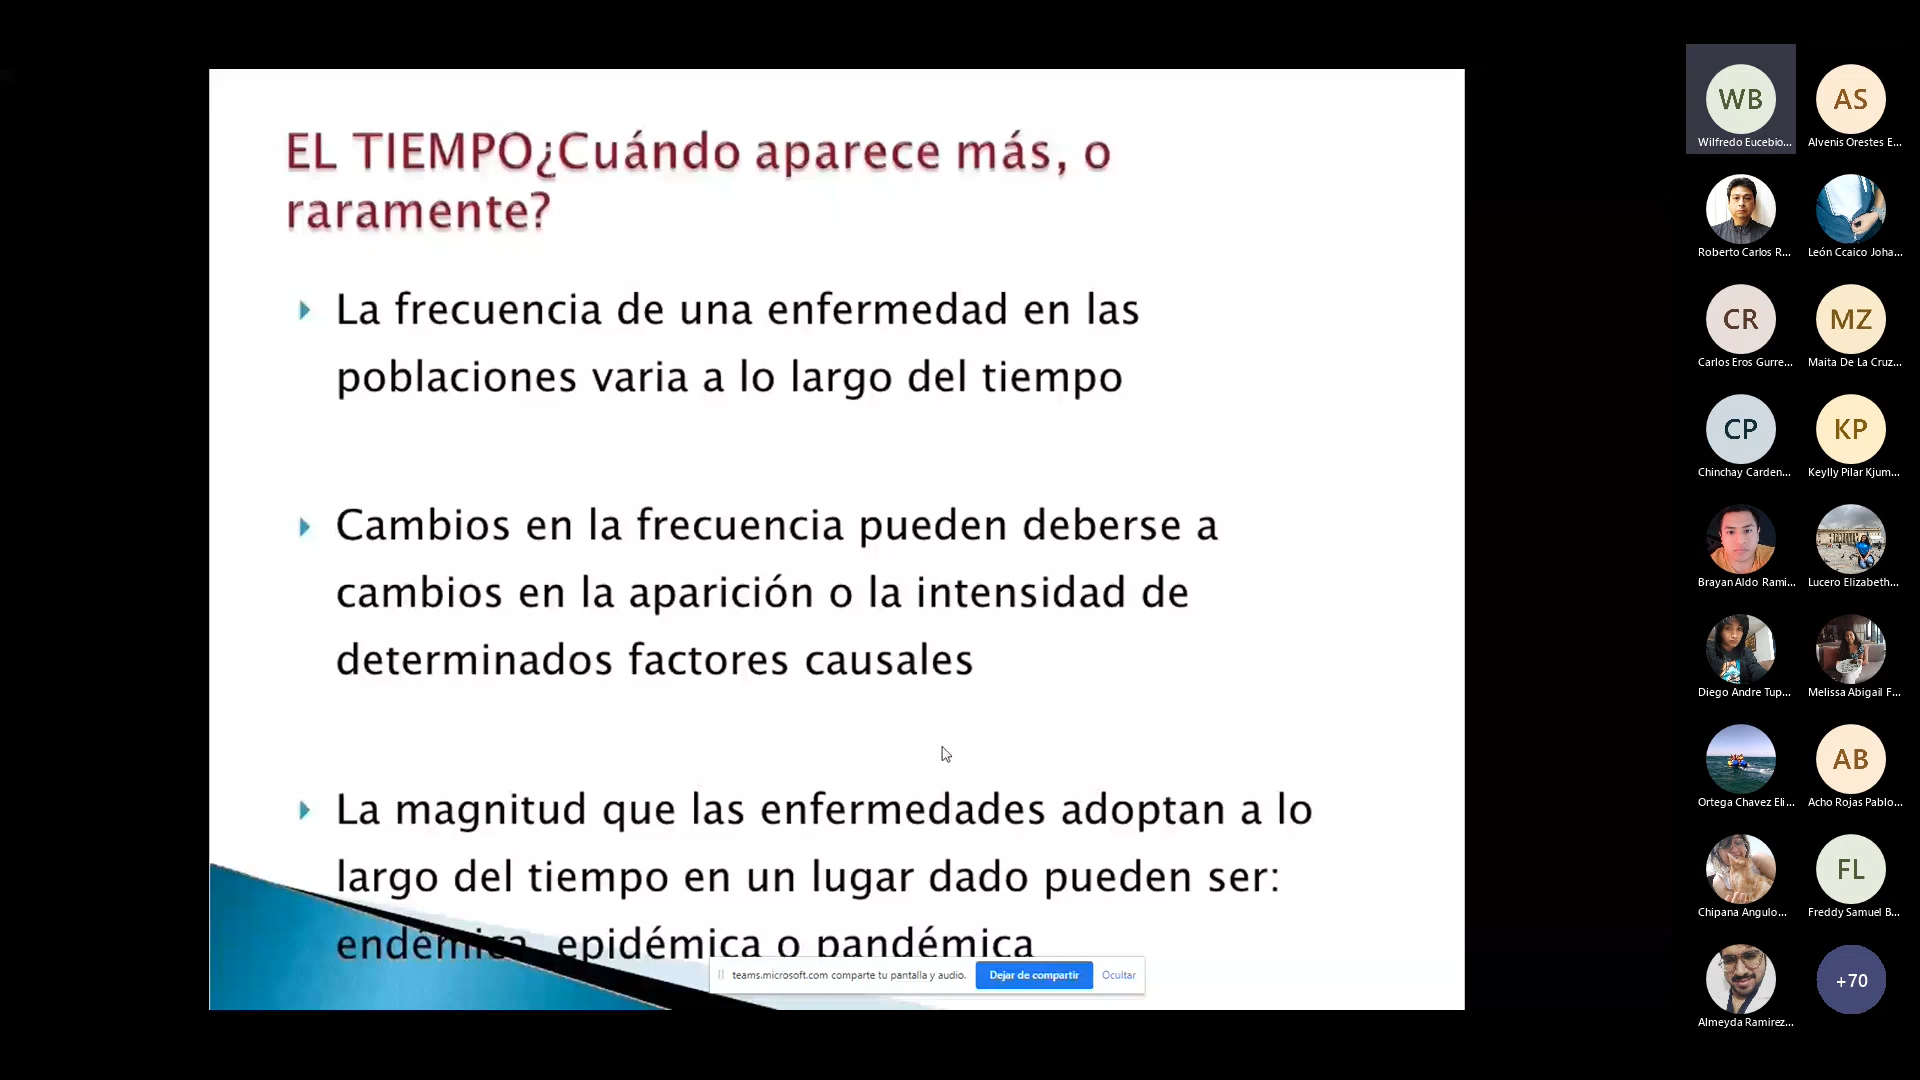 EL TIEMPO¿Cuándo aparece más, o
raramente?
La frecuencia de una enfermedad en las
poblaciones varia a lo largo del tiempo
Cambios en la frecuencia pueden deberse a
cambios en la aparición o la intensidad de
determinados factores causales
La magnitud que las enfermedades adoptan a lo
largo del tiempo en un lugar dado pueden ser:
endémica, epidémica o pandémica
teams.microsoft.com comparte tu pantalla y audio.
Dejar de compartir
Ocultar
WB
Wilfredo Eucebio...
AS
Alvenis Orestes E...
Roberto Carlos R...
León Ccaico Joha...
CR
Carlos Eros Gurre...
MZ
Maita De La Cruz...
CP
Chinchay Carden...
KP
Keylly Pilar Kjum...
Brayan Aldo Rami...
Lucero Elizabeth...
Diego Andre Tup...
Melissa Abigail F...
Ortega Chavez Eli...
AB
Acho Rojas Pablo...
Chipana Angulo...
FL
Freddy Samuel B...
Almeyda Ramirez...
+70